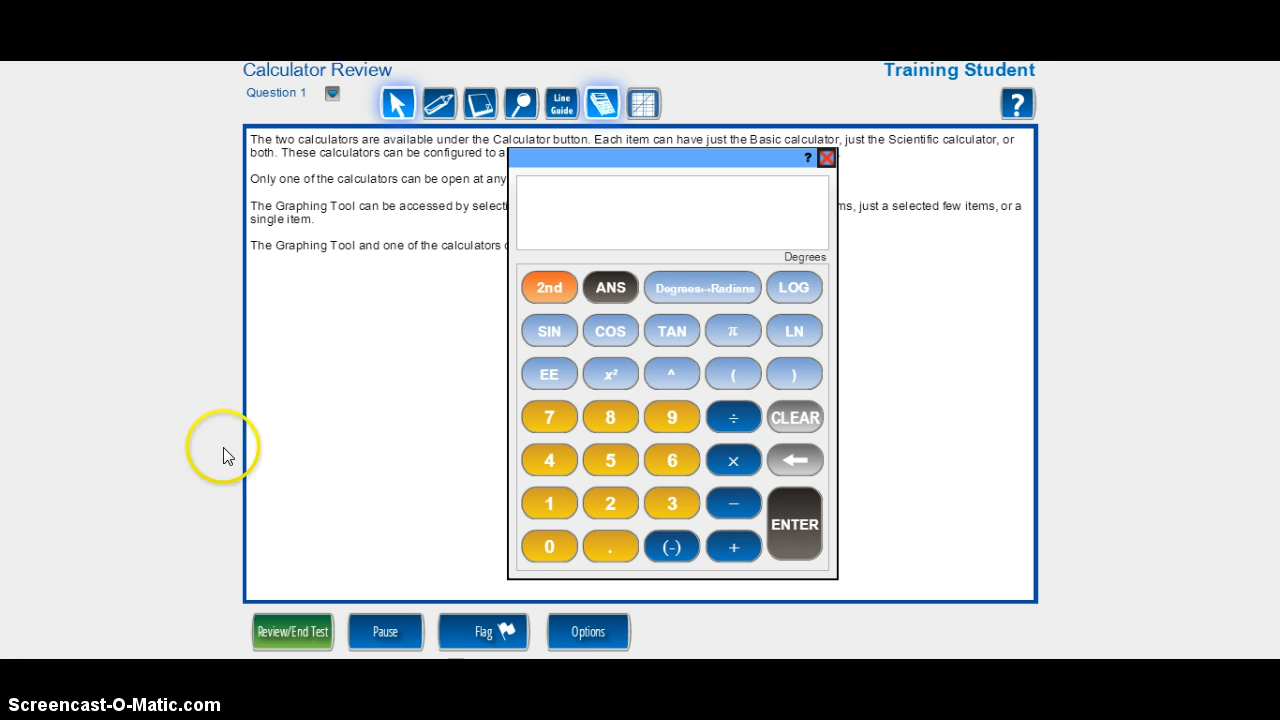 Calculator Review
Training Student
Question 1
Line
Guide
?
The two calculators are available under the Calculator button. Each item can have just the Basic calculator, just the Scientific calculator, or
both. These calculators can be configured to a
Only one of the calculators can be open at any
The Graphing Tool can be accessed by selecti
ms, just a selected few items, or a
single item.
The Graphing Tool and one of the calculators
?
Degrees
2nd ANS Degrees↔Radians LOG
SIN COS TAN π LN
EE x² ^ ( )
7 8 9 ÷ CLEAR
4 5 6 × ←
1 2 3 −
ENTER
0 . (-) +
Review/End Test Pause Flag Options
Screencast-O-Matic.com